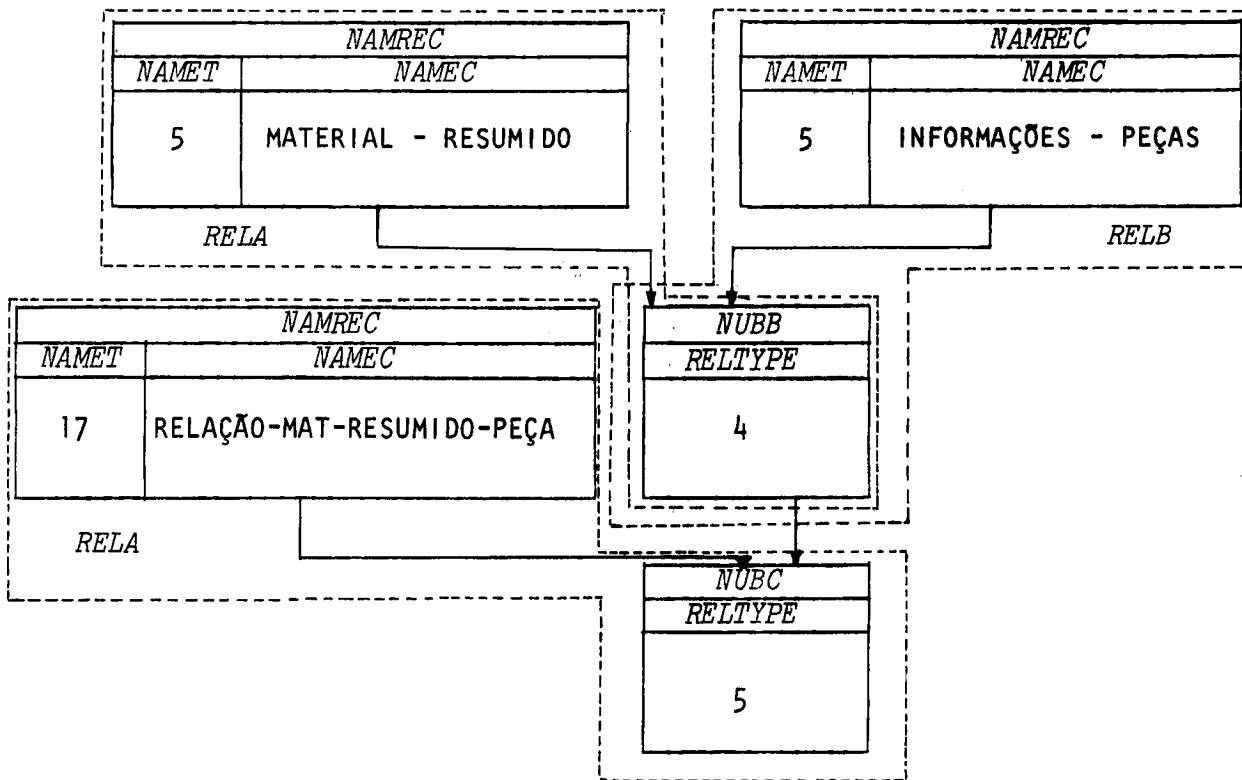 NAMREC
NAMET NAMEC
5 MATERIAL - RESUMIDO
RELA
NAMREC
NAMET NAMEC
5 INFORMAÇÕES - PEÇAS
RELB
NAMREC
NAMET NAMEC
17 RELAÇÃO-MAT-RESUMIDO-PEÇA
RELA
NUBB
RELTYPE
4
NUBC
RELTYPE
5